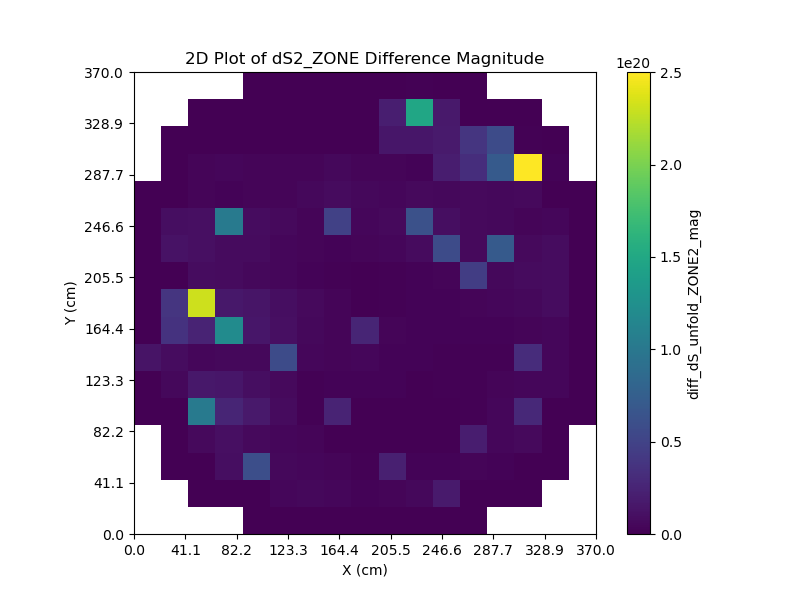 2D Plot of dS2_ZONE Difference Magnitude
1e20
370.0
328.9
287.7
246.6
205.5
164.4
123.3
82.2
41.1
0.0
Y (cm)
0.0 41.1 82.2 123.3 164.4 205.5 246.6 287.7 328.9 370.0
X (cm)
2.5
2.0
1.5
1.0
0.5
0.0
diff_dS_unfold_ZONE2_mag